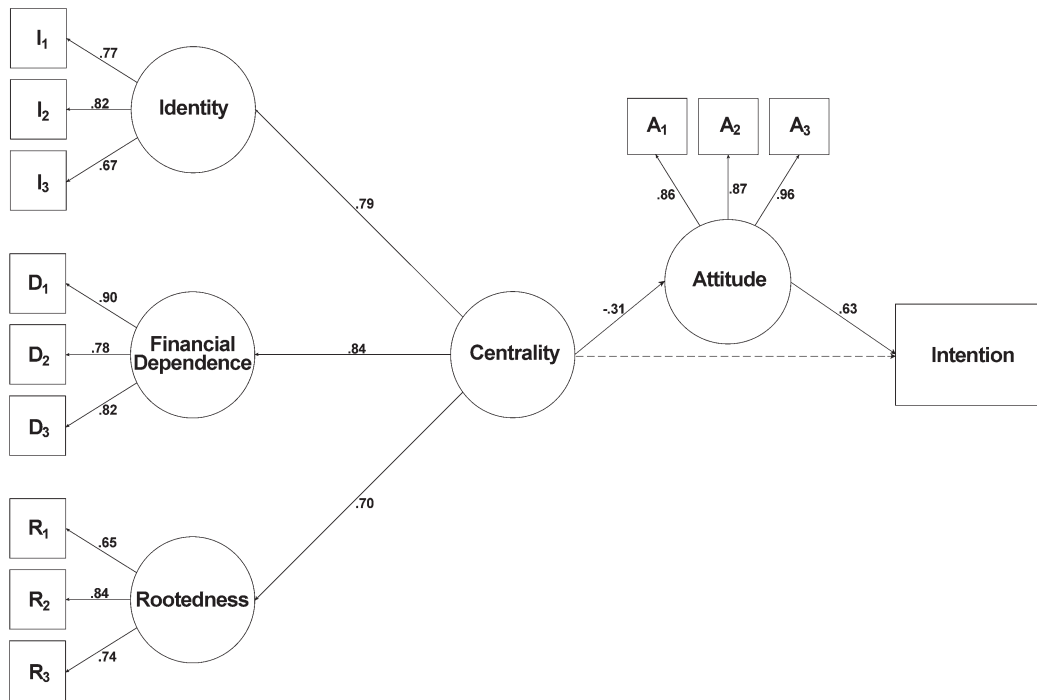 I1
.77
I2
.82
Identity
I3
.67
.79
A1
A2
A3
.86
.87
.96
Attitude
D1
.90
D2
.78
Financial
Dependence
.84
Centrality
-.31
.63
Intention
D3
.82
.70
R1
.65
R2
.84
Rootedness
R3
.74